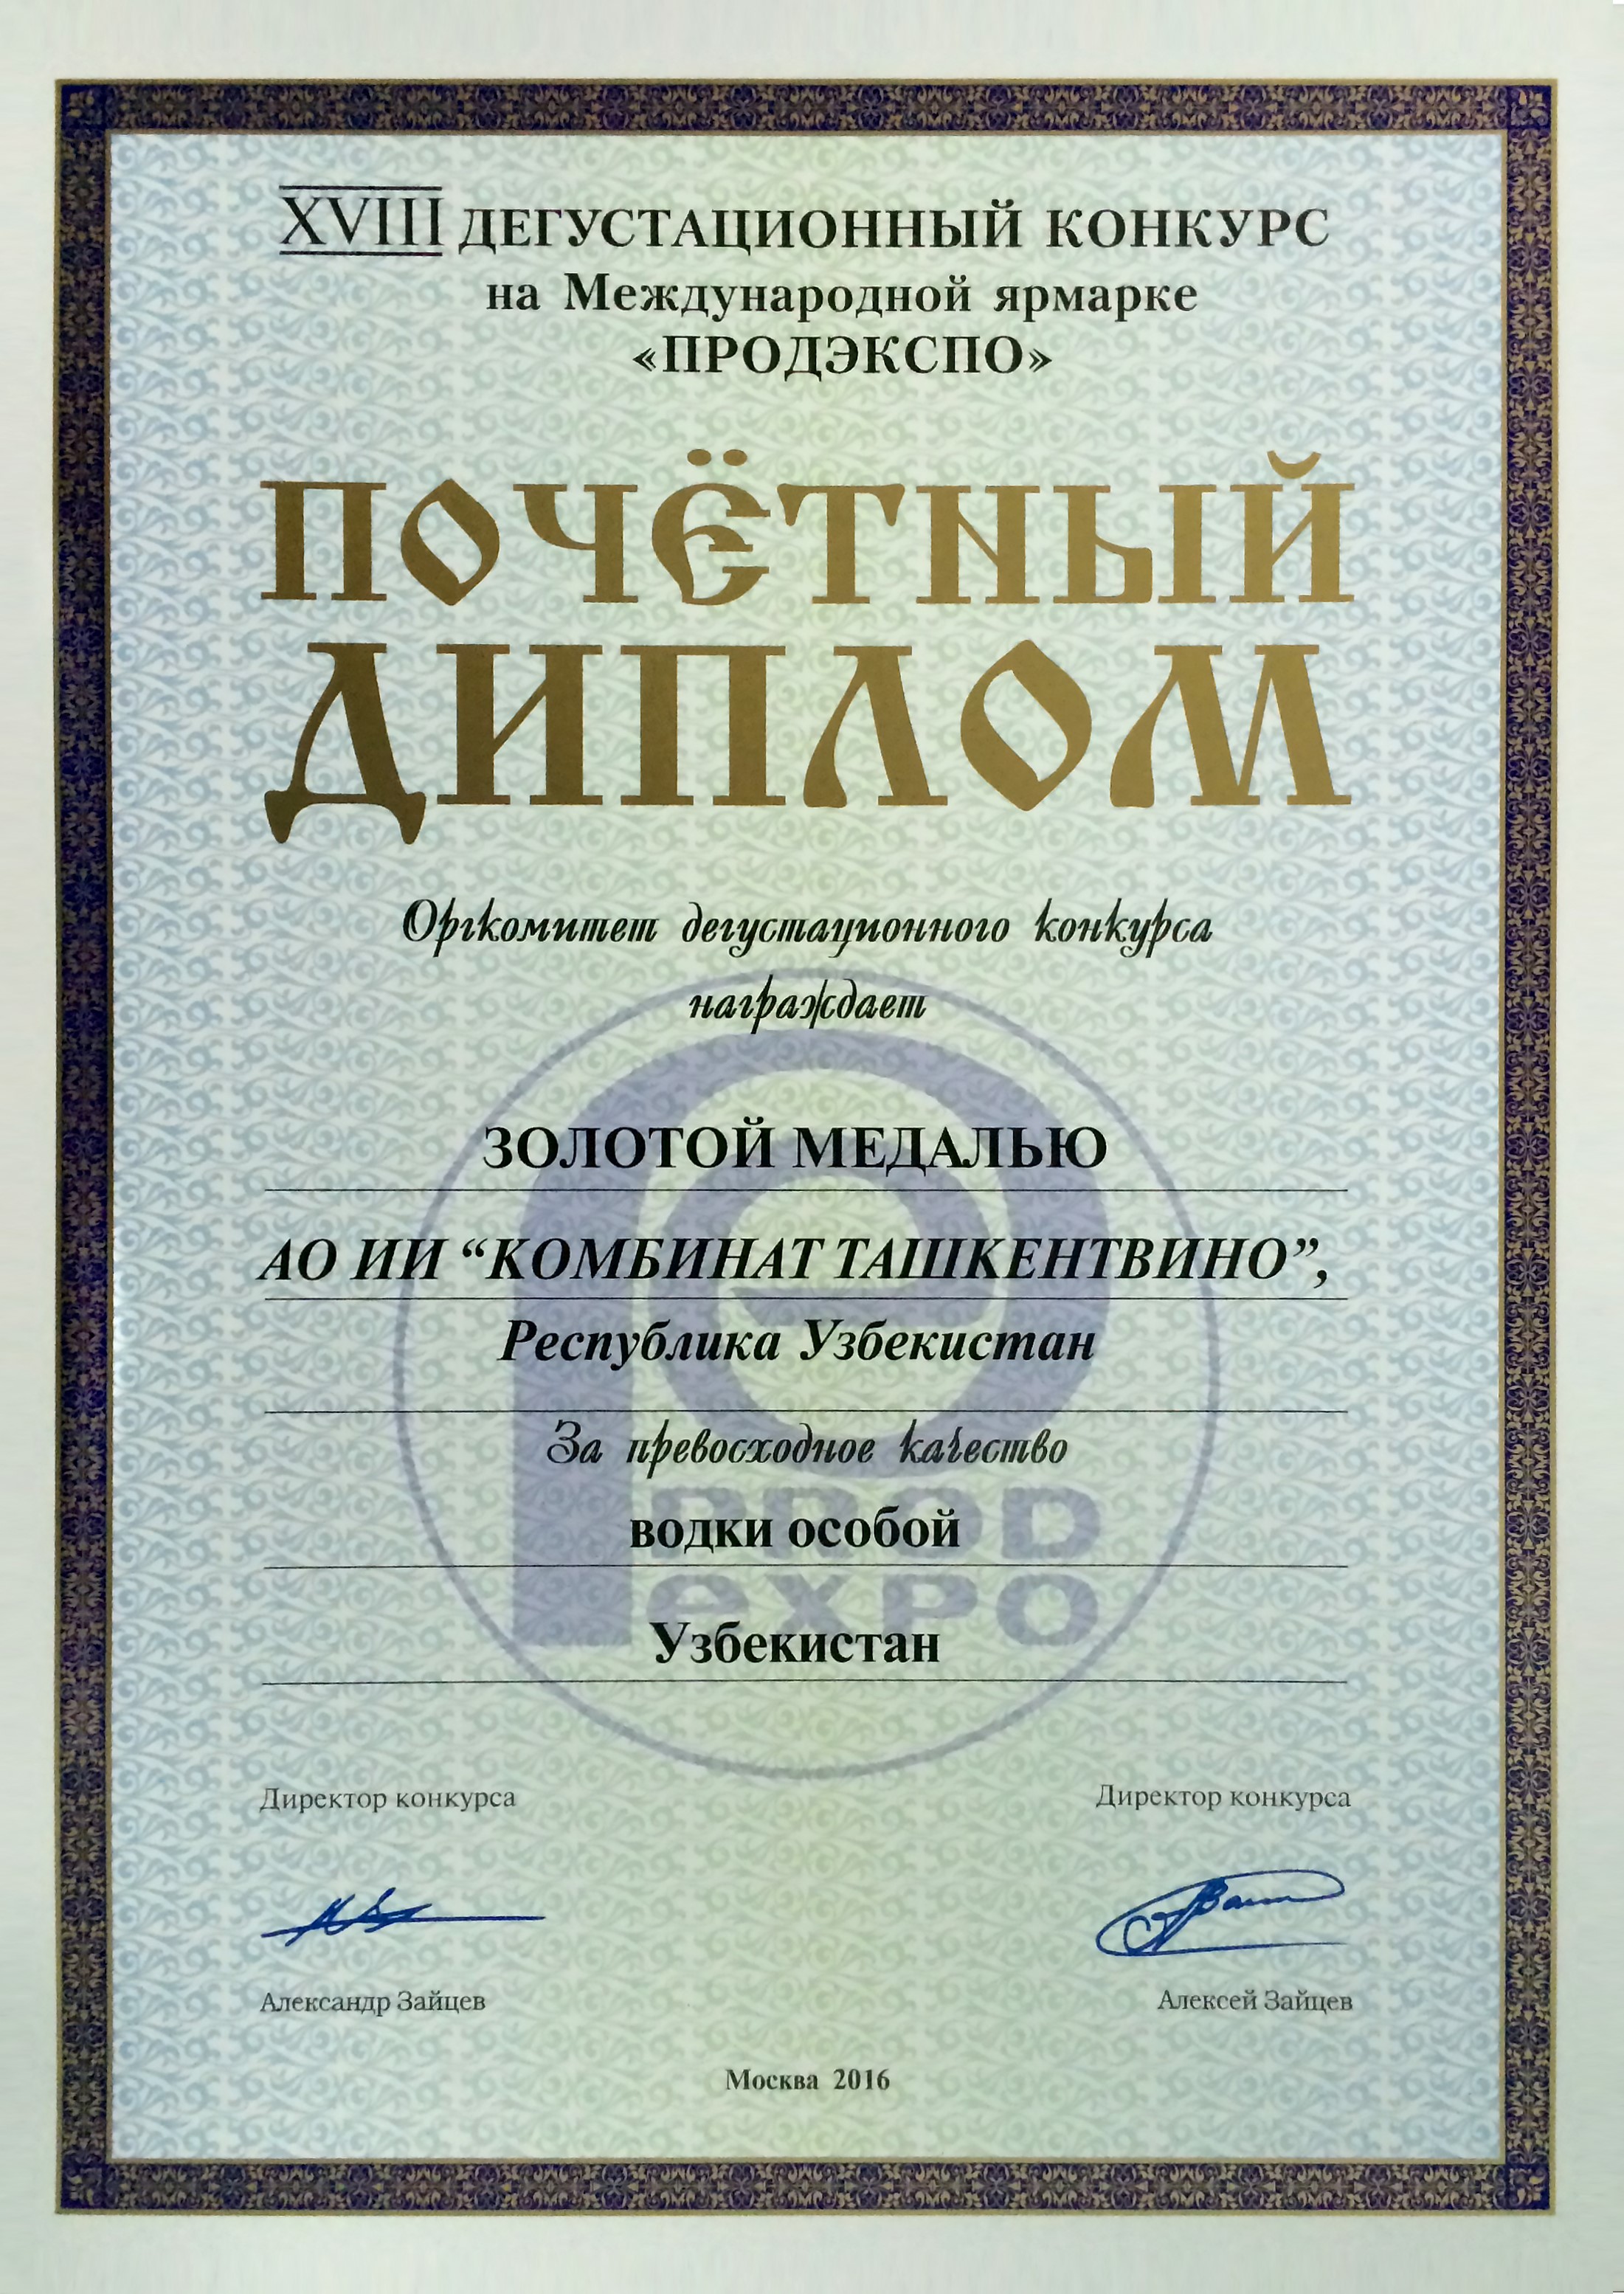 XVIII ДЕГУСТАЦИОННЫЙ КОНКУРС
на Международной ярмарке
«ПРОДЭКСПО»
ПОЧЁТНЫЙ
ДИПЛОМ
Оргкомитет дегустационного конкурса
награждает
ЗОЛОТОЙ МЕДАЛЬЮ
АО ИИ “КОМБИНАТ ТАШКЕНТВИНО”,
Республика Узбекистан
За превосходное качество
PROD
водки особой
expo
Узбекистан
Директор конкурса Директор конкурса
Александр Зайцев Алексей Зайцев
Москва 2016